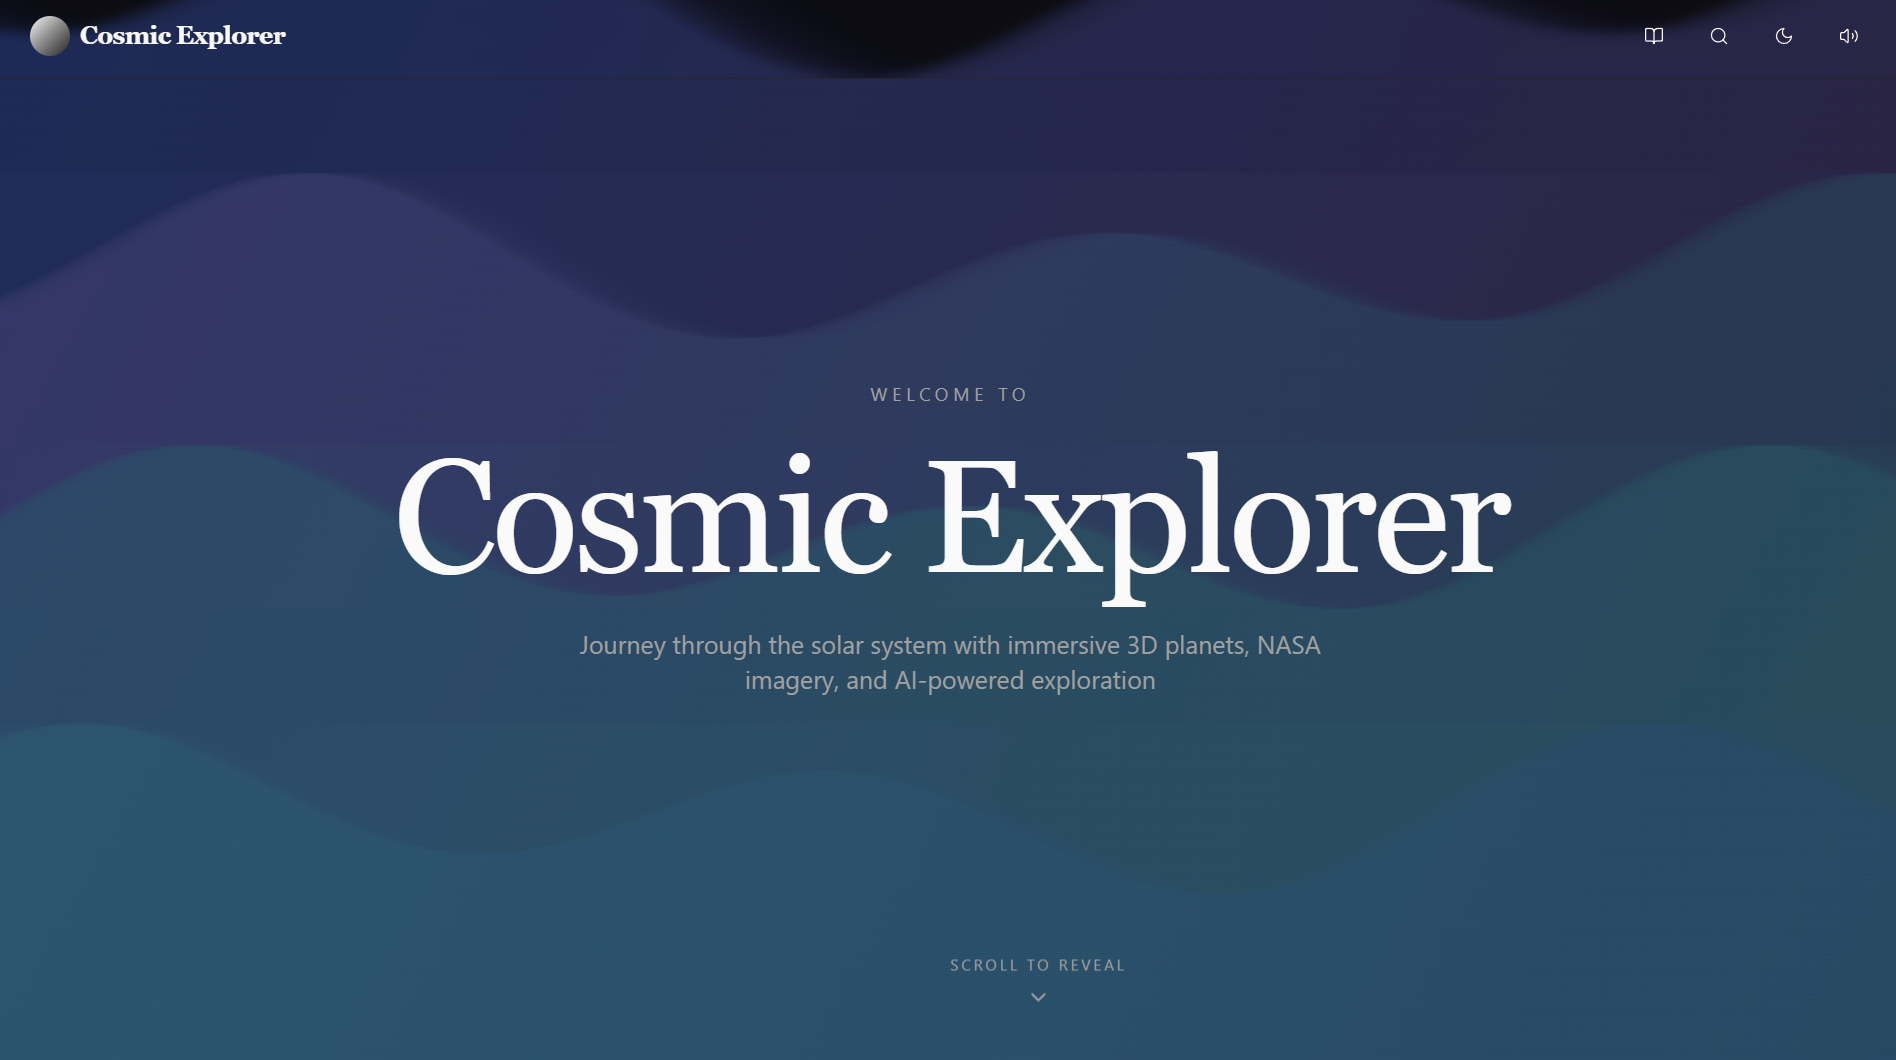 Cosmic Explorer
WELCOME TO
Cosmic Explorer
Journey through the solar system with immersive 3D planets, NASA
imagery, and AI-powered exploration
SCROLL TO REVEAL